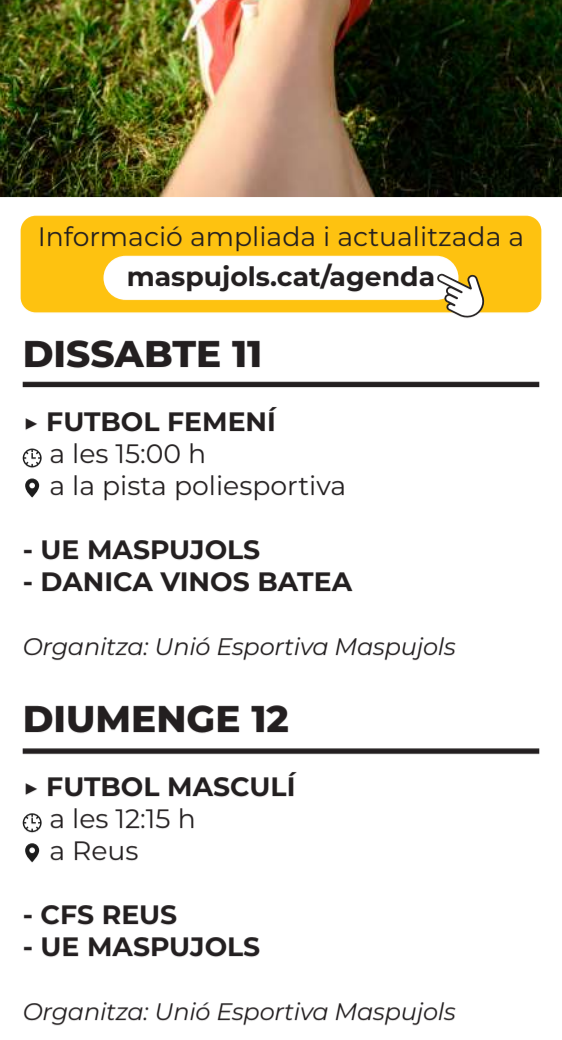 Informació ampliada i actualitzada a
maspujols.cat/agenda
DISSABTE 11
► FUTBOL FEMENÍ
a les 15:00 h
a la pista poliesportiva
- UE MASPUJOLS
- DANICA VINOS BATEA
Organitza: Unió Esportiva Maspujols
DIUMENGE 12
► FUTBOL MASCULÍ
a les 12:15 h
a Reus
- CFS REUS
- UE MASPUJOLS
Organitza: Unió Esportiva Maspujols